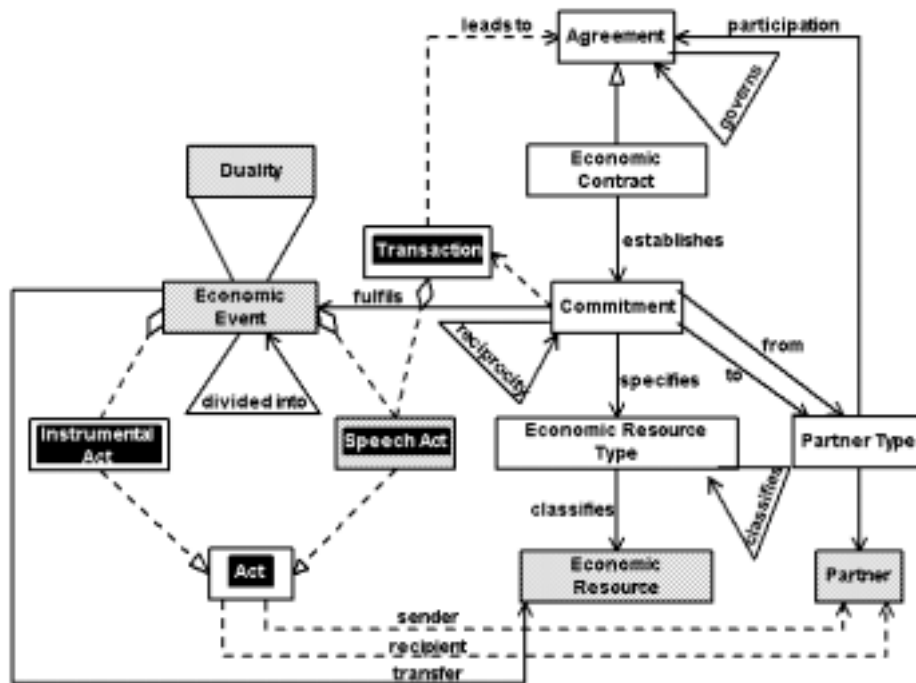 leads to
Agreement
participation
governs
Duality
Economic
Contract
Transaction
establishes
Economic
Event
fulfils
Commitment
reciprocity
from
to
specifies
divided into
Instrumental
Act
Speech Act
Economic Resource
Type
Partner Type
classifies
classifies
Act
Economic
Resource
Partner
sender
recipient
transfer